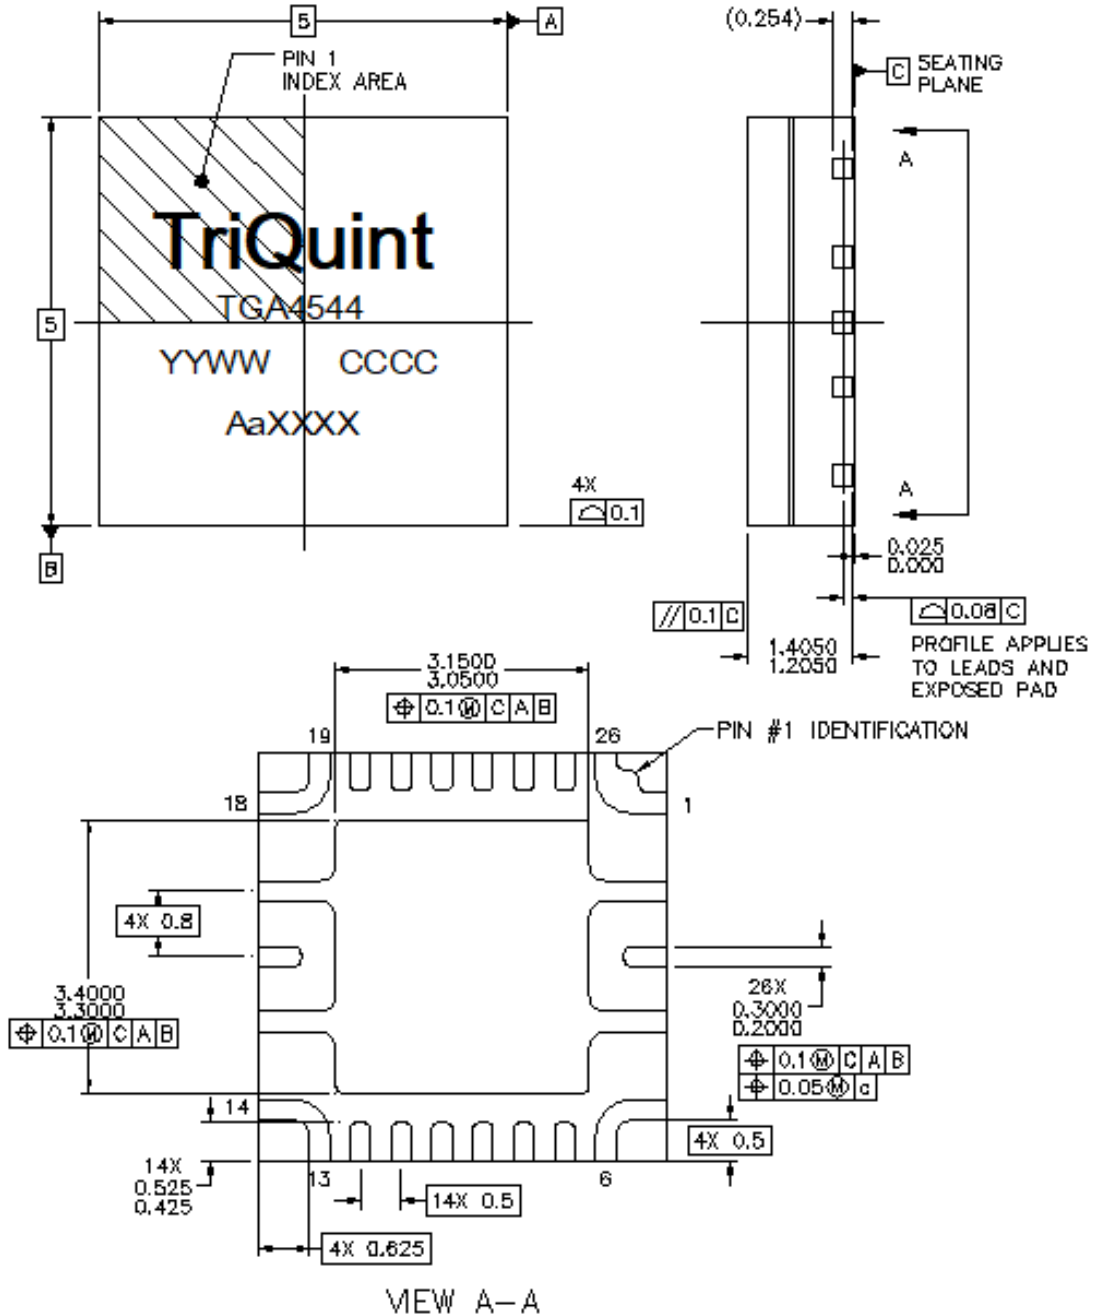 5
A
(0.254)
PIN 1
INDEX AREA
C
SEATING
PLANE
A
TriQuint
TGA4544
5
YYWW CCCC
AaXXXX
4X
0.1
A
B
0.025
0.000
// 0.1 C
0.08 C
1.4050
1.2050
PROFILE APPLIES
TO LEADS AND
EXPOSED PAD
3.1500
3.0500
0.1 Ⓜ C A B
PIN #1 IDENTIFICATION
19
26
18
1
4X 0.8
3.4000
3.3000
0.1 Ⓜ C A B
26X
0.3000
0.2000
0.1 Ⓜ C A B
0.05 Ⓜ c
14
4X 0.5
14X
0.525
0.425
13
6
14X 0.5
4X 0.625
VIEW A-A